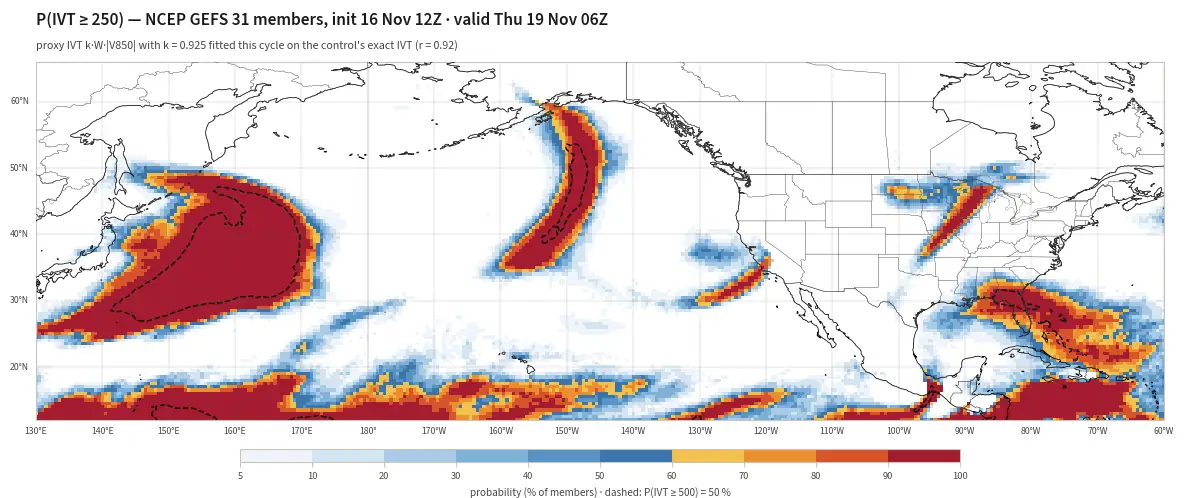 P(IVT ≥ 250) — NCEP GEFS 31 members, init 16 Nov 12Z · valid Thu 19 Nov 06Z
proxy IVT k·W·|V850| with k = 0.925 fitted this cycle on the control's exact IVT (r = 0.92)
60°N
50°N
40°N
30°N
20°N
130°E 140°E 150°E 160°E 170°E 180° 170°W 160°W 150°W 140°W 130°W 120°W 110°W 100°W 90°W 80°W 70°W 60°W
5 10 20 30 40 50 60 70 80 90 100
probability (% of members) · dashed: P(IVT ≥ 500) = 50 %